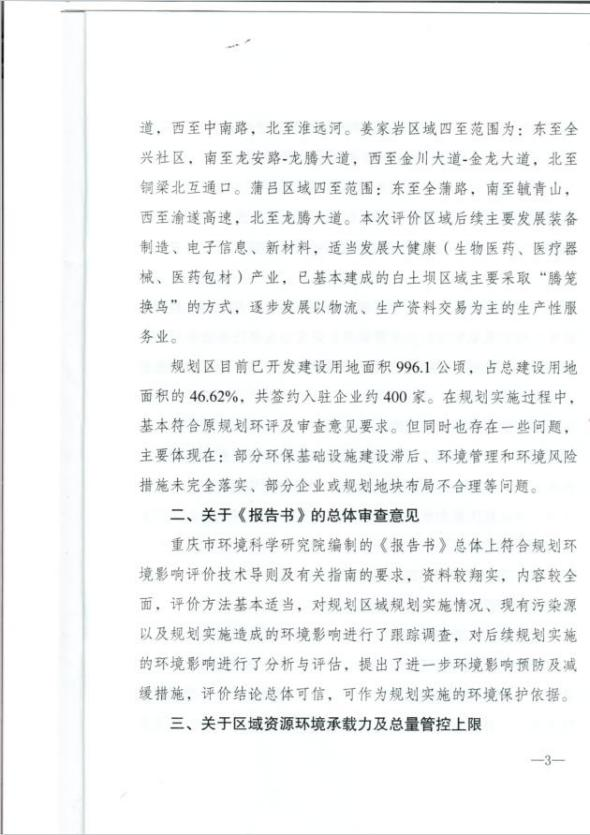 道，西至中南路，北至淮远河。姜家岩区域四至范围为：东至全
兴社区，南至龙安路-龙腾大道，西至金川大道-金龙大道，北至
铜梁北互通口。蒲吕区域四至范围：东至全蒲路，南至毓青山，
西至渝遂高速，北至龙腾大道。本次评价区域后续主要发展装备
制造、电子信息、新材料，适当发展大健康（生物医药、医疗器
械、医药包材）产业，已基本建成的白土坝区域主要采取“腾笼
换鸟”的方式，逐步发展以物流、生产资料交易为主的生产性服
务业。
规划区目前已开发建设用地面积 996.1 公顷，占总建设用地
面积的 46.62%，共签约入驻企业约 400 家。在规划实施过程中，
基本符合原规划环评及审查意见要求。但同时也存在一些问题，
主要体现在：部分环保基础设施建设滞后、环境管理和环境风险
措施未完全落实、部分企业或规划地块布局不合理等问题。
二、关于《报告书》的总体审查意见
重庆市环境科学研究院编制的《报告书》总体上符合规划环
境影响评价技术导则及有关指南的要求，资料较翔实，内容较全
面，评价方法基本适当，对规划区域规划实施情况、现有污染源
以及规划实施造成的环境影响进行了跟踪调查，对后续规划实施
的环境影响进行了分析与评估，提出了进一步环境影响预防及减
缓措施，评价结论总体可信，可作为规划实施的环境保护依据。
三、关于区域资源环境承载力及总量管控上限
—3—